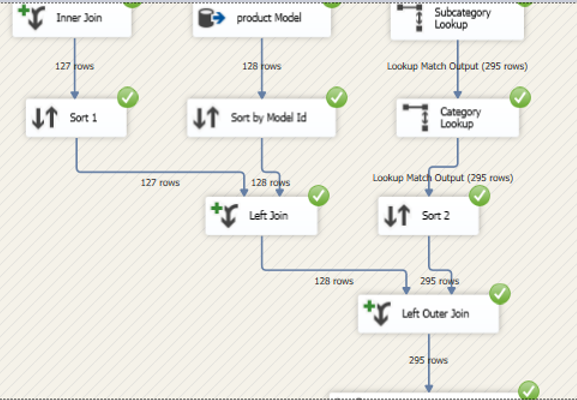 Inner Join
product Model
Subcategory
Lookup
127 rows
128 rows
Lookup Match Output (295 rows)
Sort 1
Sort by Model Id
Category
Lookup
127 rows
128 rows
Lookup Match Output (295 rows)
Left Join
Sort 2
128 rows
295 rows
Left Outer Join
295 rows